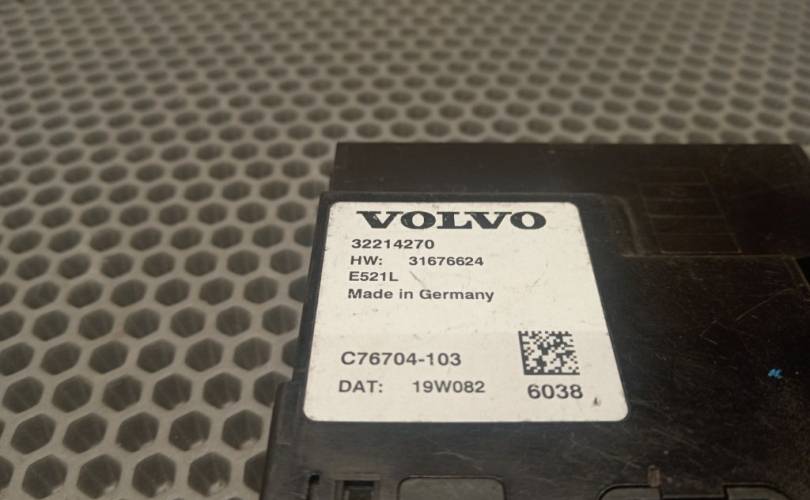 VOLVO
32214270
HW: 31676624
E521L
Made in Germany
C76704-103
DAT: 19W082
6038